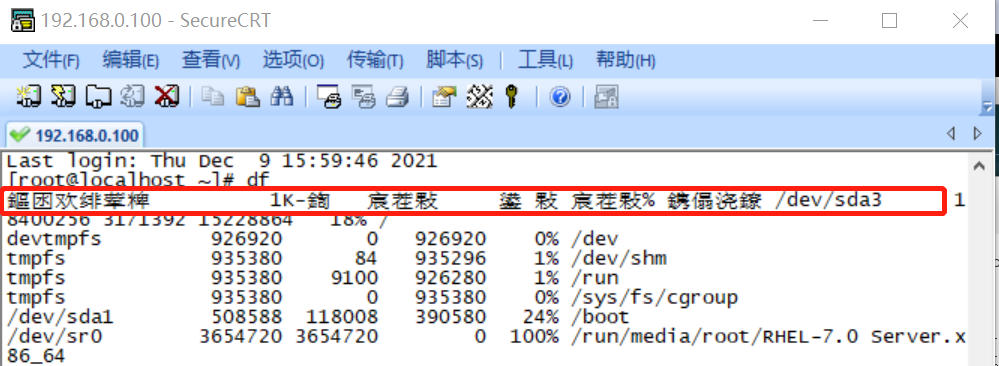 192.168.0.100 - SecureCRT
文件(F) 编辑(E) 查看(V) 选项(O) 传输(T) 脚本(S) 工具(L) 帮助(H)
192.168.0.100
Last login: Thu Dec  9 15:59:46 2021
[root@localhost ~]# df
鏂囦欢绯荤粺 1K-鍧 宸茬敤 鍙 敤 宸茬敤% 鎸傝浇鐐 /dev/sda3 1
8400256 3171392 15228864 18% /
devtmpfs 926920 0 926920 0% /dev
tmpfs 935380 84 935296 1% /dev/shm
tmpfs 935380 9100 926280 1% /run
tmpfs 935380 0 935380 0% /sys/fs/cgroup
/dev/sda1 508588 118008 390580 24% /boot
/dev/sr0 3654720 3654720 0 100% /run/media/root/RHEL-7.0 Server.x
86_64